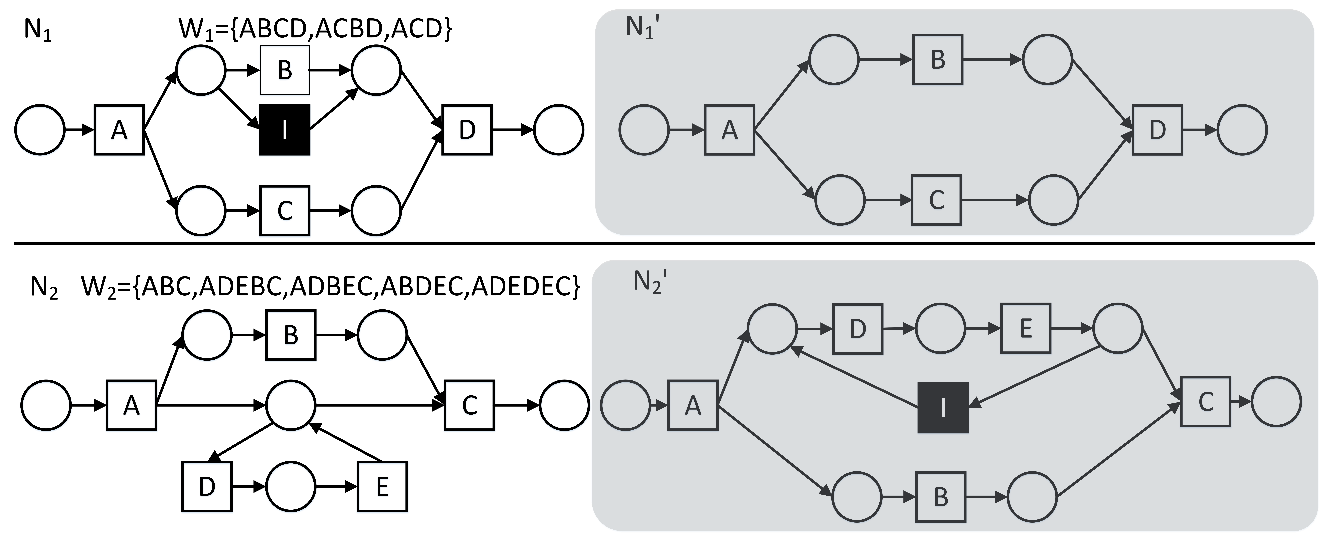 N₁ W₁={ABCD,ACBD,ACD}
B
I
A
D
C
N₁'
B
A
D
C
N₂ W₂={ABC,ADEBC,ADBEC,ABDEC,ADEDEC}
B
A
C
D
E
N₂'
D
E
A
I
C
B